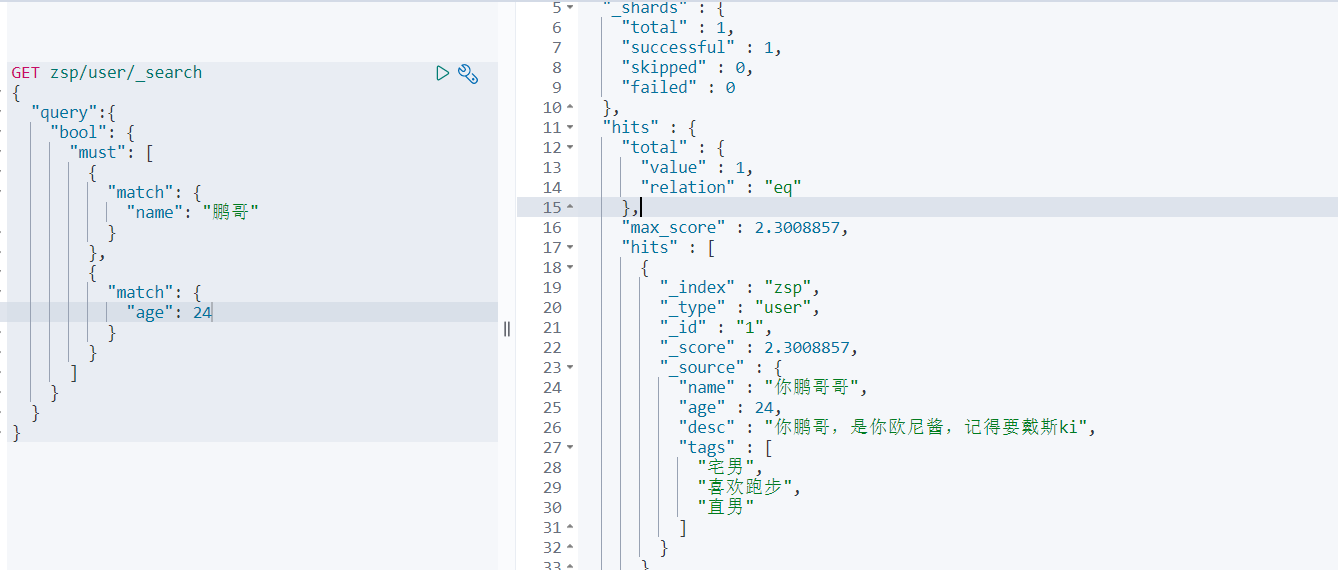 GET zsp/user/_search
{
  "query":{
    "bool": {
      "must": [
        {
          "match": {
            "name": "鹏哥"
          }
        },
        {
          "match": {
            "age": 24
          }
        }
      ]
    }
  }
}
5 "_shards" : {
6 "total" : 1,
7 "successful" : 1,
8 "skipped" : 0,
9 "failed" : 0
10 },
11 "hits" : {
12 "total" : {
13 "value" : 1,
14 "relation" : "eq"
15 },
16 "max_score" : 2.3008857,
17 "hits" : [
18 {
19 "_index" : "zsp",
20 "_type" : "user",
21 "_id" : "1",
22 "_score" : 2.3008857,
23 "_source" : {
24 "name" : "你鹏哥哥",
25 "age" : 24,
26 "desc" : "你鹏哥，是你欧尼酱，记得要戴斯ki",
27 "tags" : [
28 "宅男",
29 "喜欢跑步",
30 "直男"
31 ]
32 }
33 }